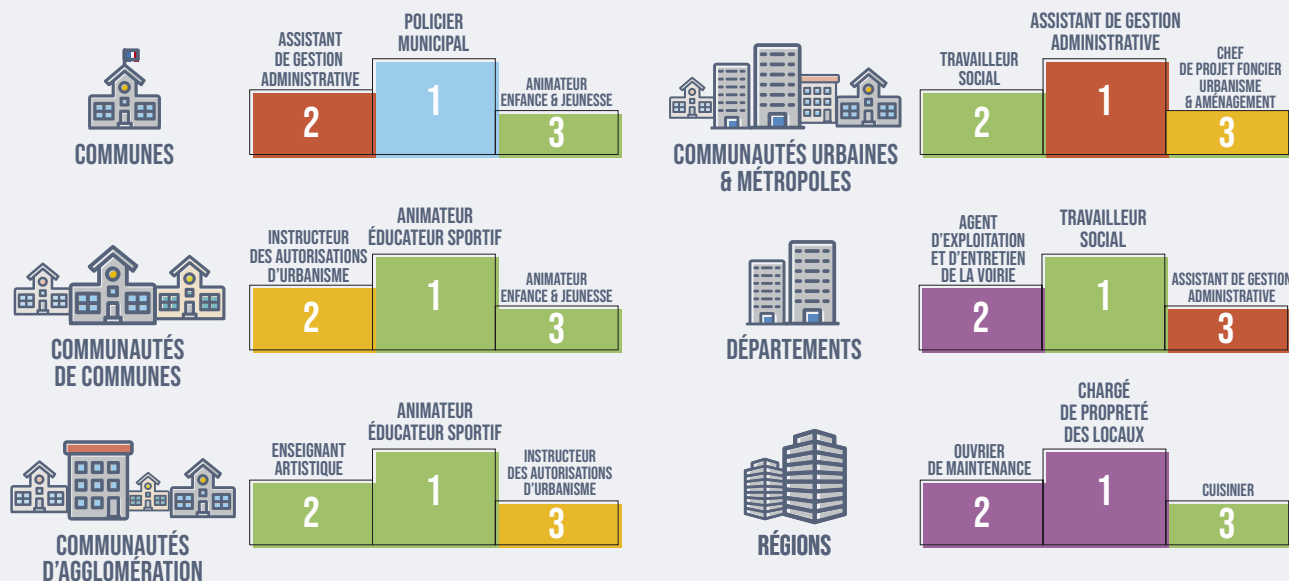 ASSISTANT
DE GESTION
ADMINISTRATIVE
POLICIER
MUNICIPAL
ANIMATEUR
ENFANCE & JEUNESSE
2
1
3
COMMUNES
TRAVAILLEUR
SOCIAL
ASSISTANT DE GESTION
ADMINISTRATIVE
CHEF
DE PROJET FONCIER
URBANISME
& AMÉNAGEMENT
2
1
3
COMMUNAUTÉS URBAINES
& MÉTROPOLES
INSTRUCTEUR
DES AUTORISATIONS
D'URBANISME
ANIMATEUR
ÉDUCATEUR SPORTIF
ANIMATEUR
ENFANCE & JEUNESSE
2
1
3
COMMUNAUTÉS
DE COMMUNES
AGENT
D'EXPLOITATION
ET D'ENTRETIEN
DE LA VOIRIE
TRAVAILLEUR
SOCIAL
ASSISTANT DE GESTION
ADMINISTRATIVE
2
1
3
DÉPARTEMENTS
ENSEIGNANT
ARTISTIQUE
ANIMATEUR
ÉDUCATEUR SPORTIF
INSTRUCTEUR
DES AUTORISATIONS
D'URBANISME
2
1
3
COMMUNAUTÉS
D'AGGLOMÉRATION
OUVRIER
DE MAINTENANCE
CHARGÉ
DE PROPRETÉ
DES LOCAUX
CUISINIER
2
1
3
RÉGIONS